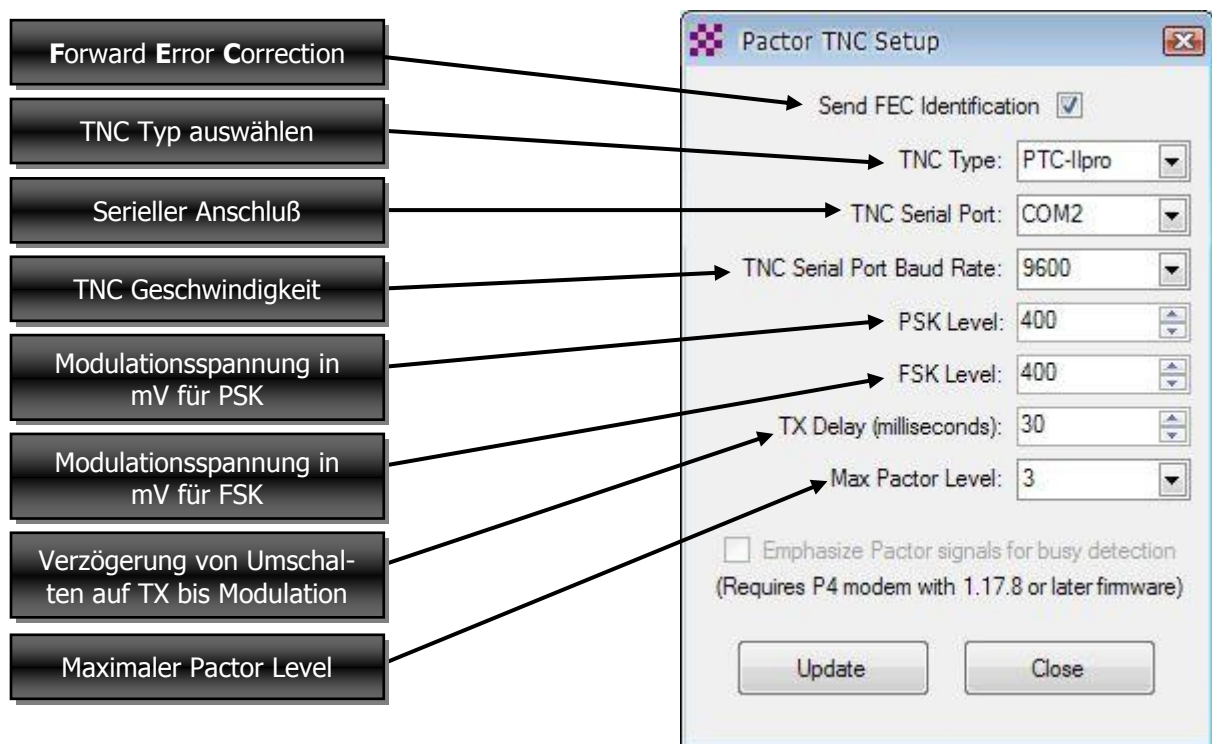 Forward Error Correction
TNC Typ auswählen
Serieller Anschluß
TNC Geschwindigkeit
Modulationsspannung in
mV für PSK
Modulationsspannung in
mV für FSK
Verzögerung von Umschal-
ten auf TX bis Modulation
Maximaler Pactor Level
Pactor TNC Setup
Send FEC Identification
TNC Type: PTC-IIpro
TNC Serial Port: COM2
TNC Serial Port Baud Rate: 9600
PSK Level: 400
FSK Level: 400
TX Delay (milliseconds): 30
Max Pactor Level: 3
Emphasize Pactor signals for busy detection
(Requires P4 modem with 1.17.8 or later firmware)
Update Close